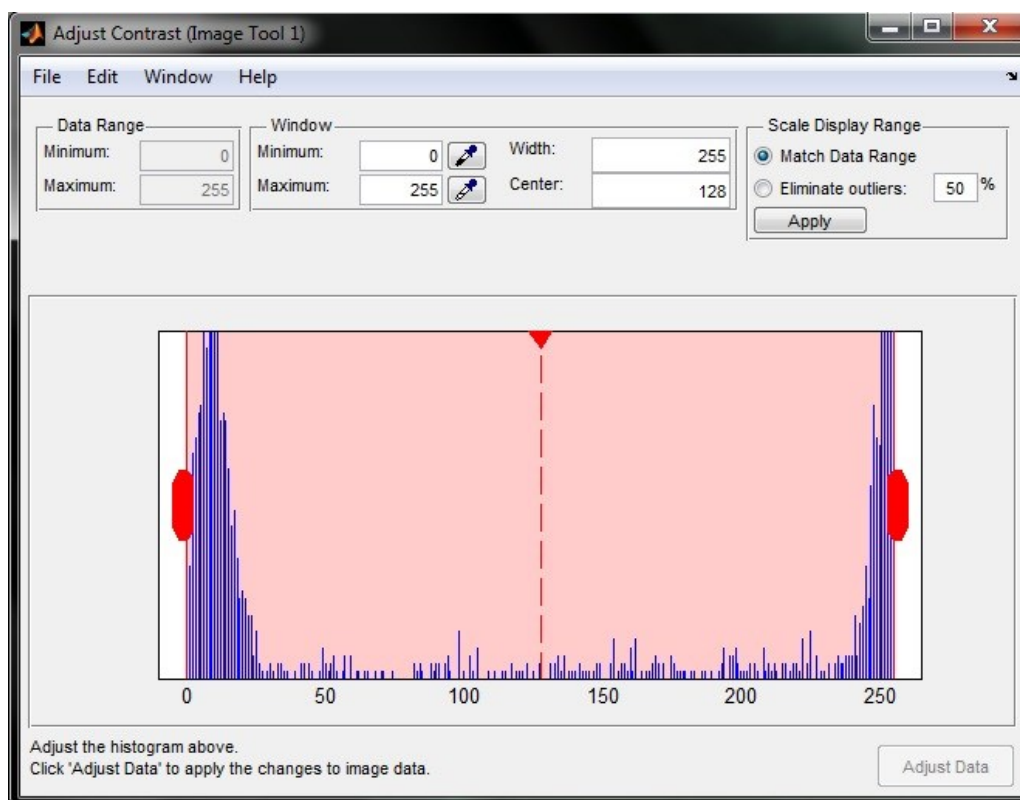 Adjust Contrast (Image Tool 1)
File Edit Window Help
Data Range
Minimum: 0
Maximum: 255
Window
Minimum: 0
Maximum: 255
Width: 255
Center: 128
Scale Display Range
Match Data Range
Eliminate outliers: 50 %
Apply
0 50 100 150 200 250
Adjust the histogram above.
Click 'Adjust Data' to apply the changes to image data.
Adjust Data